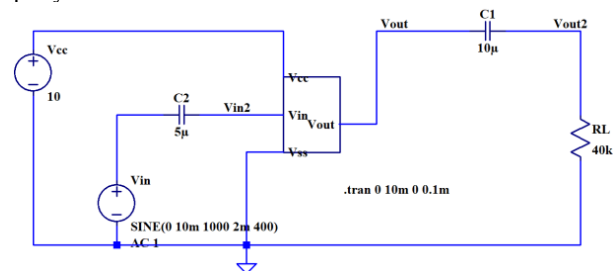 C1
Vout
Vout2
10µ
Vcc
Vcc
10
C2
Vin2
Vin
Vout
5µ
RL
Vss
40k
Vin
.tran 0 10m 0 0.1m
SINE(0 10m 1000 2m 400)
AC 1